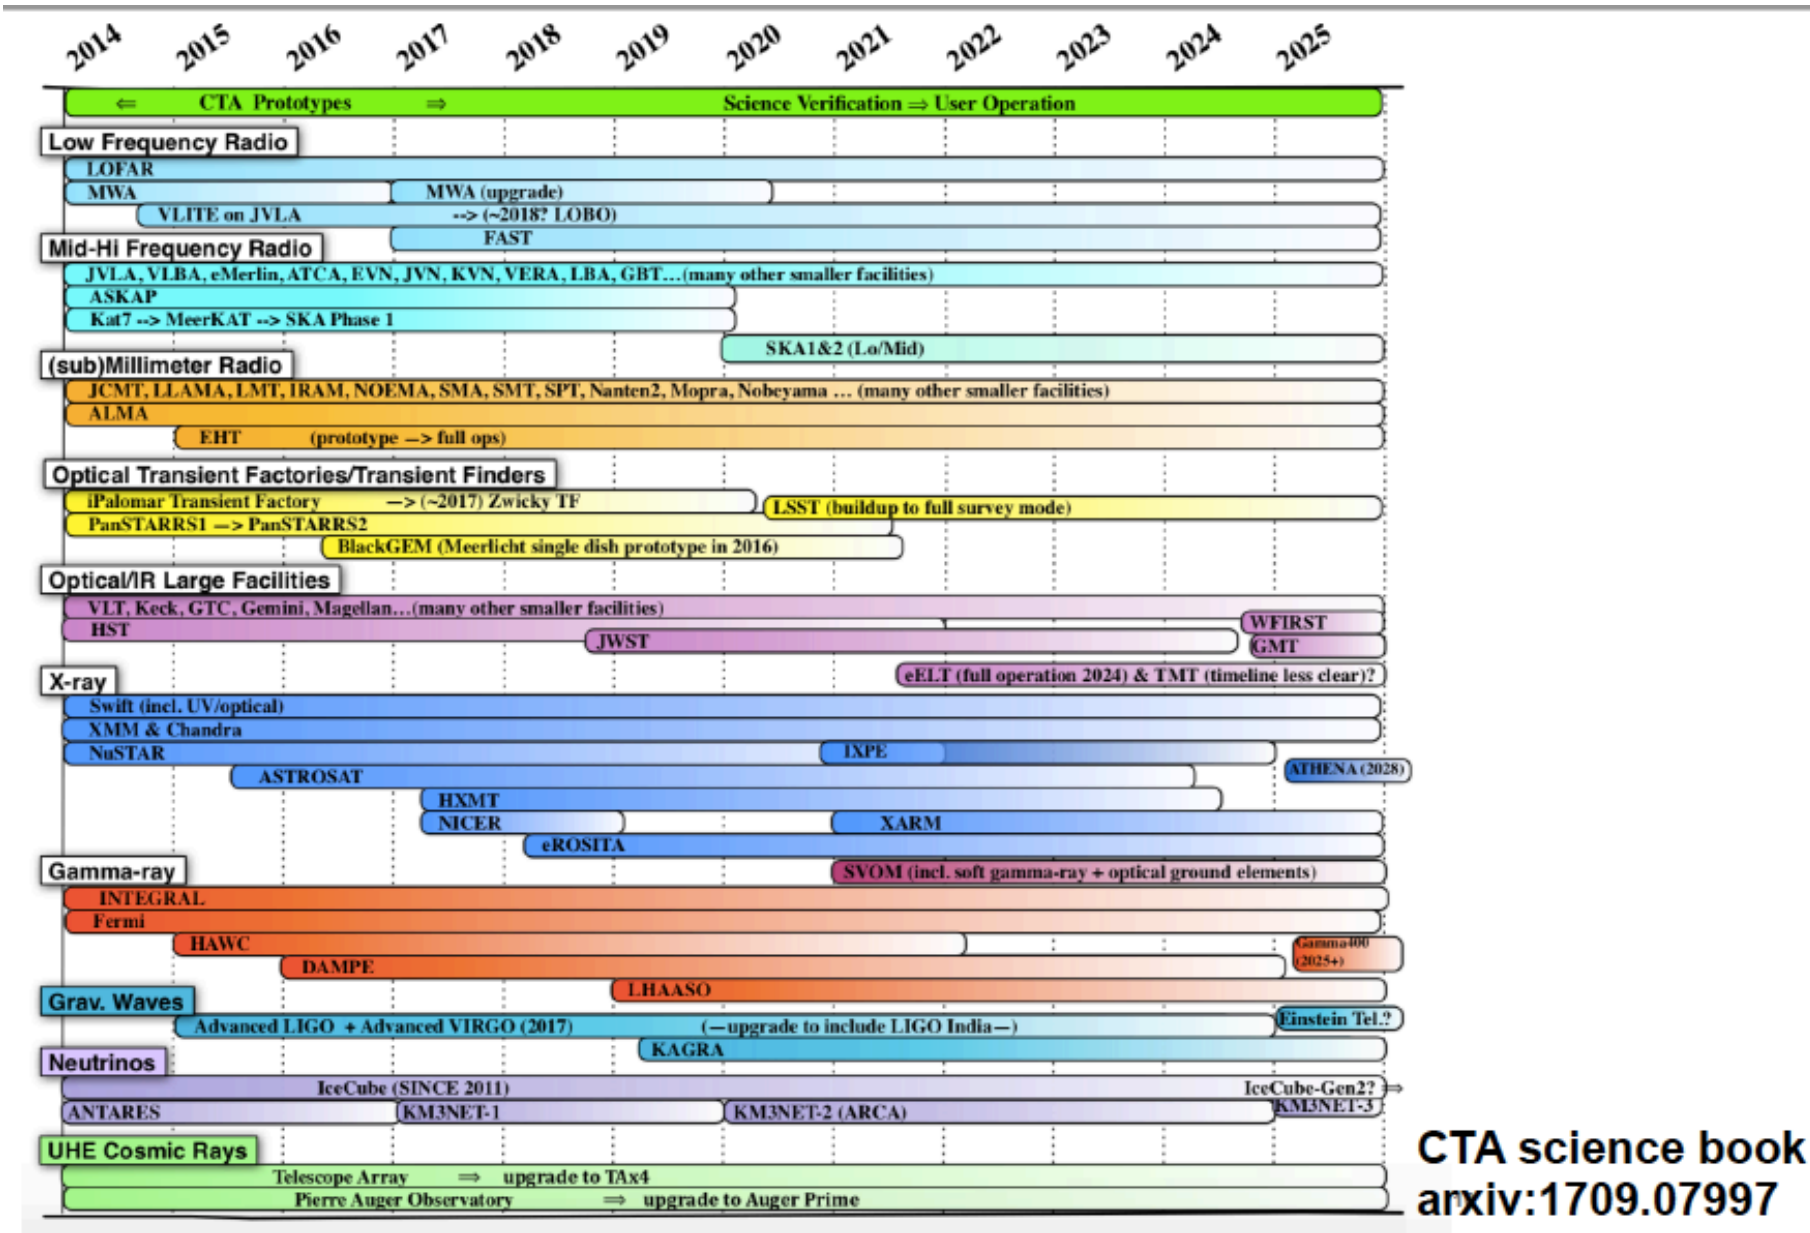 2014 2015 2016 2017 2018 2019 2020 2021 2022 2023 2024 2025
⇐ CTA Prototypes ⇒ Science Verification ⇒ User Operation
Low Frequency Radio
LOFAR
MWA MWA (upgrade)
VLITE on JVLA --> (~2018? LOBO)
FAST
Mid-Hi Frequency Radio
JVLA, VLBA, eMerlin, ATCA, EVN, JVN, KVN, VERA, LBA, GBT...(many other smaller facilities)
ASKAP
Kat7 --> MeerKAT --> SKA Phase 1
SKA1&2 (Lo/Mid)
(sub)Millimeter Radio
JCMT, LLAMA, LMT, IRAM, NOEMA, SMA, SMT, SPT, Nanten2, Mopra, Nobeyama ... (many other smaller facilities)
ALMA
EHT (prototype —> full ops)
Optical Transient Factories/Transient Finders
iPalomar Transient Factory —> (~2017) Zwicky TF
LSST (buildup to full survey mode)
PanSTARRS1 —> PanSTARRS2
BlackGEM (Meerlicht single dish prototype in 2016)
Optical/IR Large Facilities
VLT, Keck, GTC, Gemini, Magellan...(many other smaller facilities)
WFIRST
HST
JWST
GMT
eELT (full operation 2024) & TMT (timeline less clear)?
X-ray
Swift (incl. UV/optical)
XMM & Chandra
NuSTAR IXPE
ATHENA (2028)
ASTROSAT
HXMT
NICER XARM
eROSITA
Gamma-ray
SVOM (incl. soft gamma-ray + optical ground elements)
INTEGRAL
Fermi
HAWC
Gamma400
(2025+)
DAMPE
LHAASO
Grav. Waves
Advanced LIGO + Advanced VIRGO (2017) (—upgrade to include LIGO India—)
Einstein Tel.?
KAGRA
Neutrinos
IceCube (SINCE 2011) IceCube-Gen2? ⇒
ANTARES KM3NET-1 KM3NET-2 (ARCA) KM3NET-3
UHE Cosmic Rays
Telescope Array ⇒ upgrade to TAx4
Pierre Auger Observatory ⇒ upgrade to Auger Prime
CTA science book
arxiv:1709.07997